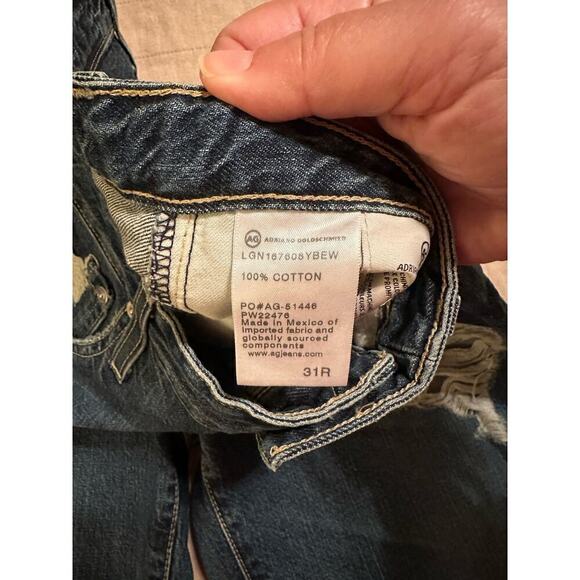 AG ADRIANO GOLDSCHMIED
LGN167608YBEW
100% COTTON
PO#AG-51446
PW22476
Made in Mexico of
imported fabric and
globally sourced
components
www.agjeans.com
31R
ADRIA